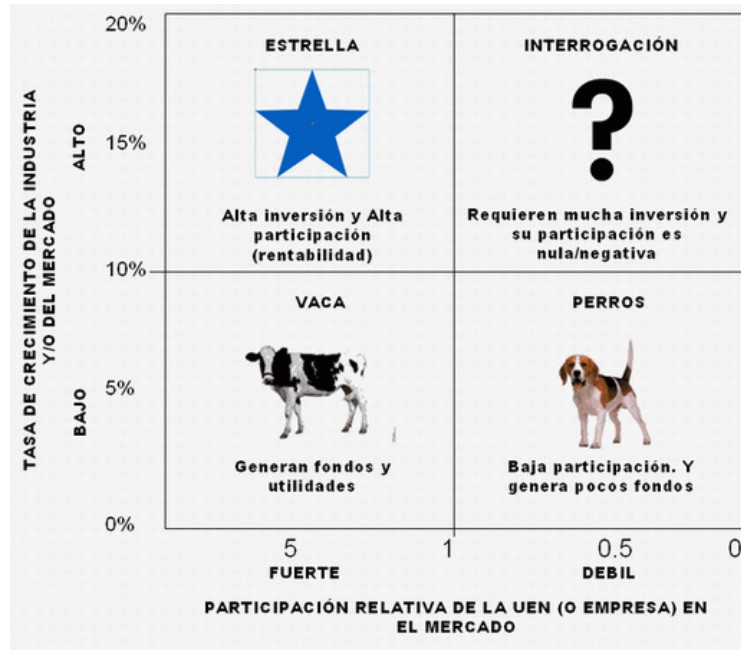 20%
ESTRELLA
INTERROGACIÓN
?
15%
Alta inversión y Alta
participación
(rentabilidad)
Requieren mucha inversión y
su participación es
nula/negativa
10%
VACA
PERROS
5%
Generan fondos y
utilidades
Baja participación. Y
genera pocos fondos
0%
TASA DE CRECIMIENTO DE LA INDUSTRIA
Y/O DEL MERCADO
ALTO
BAJO
5
1
0.5
0
FUERTE
DEBIL
PARTICIPACIÓN RELATIVA DE LA UEN (O EMPRESA) EN
EL MERCADO